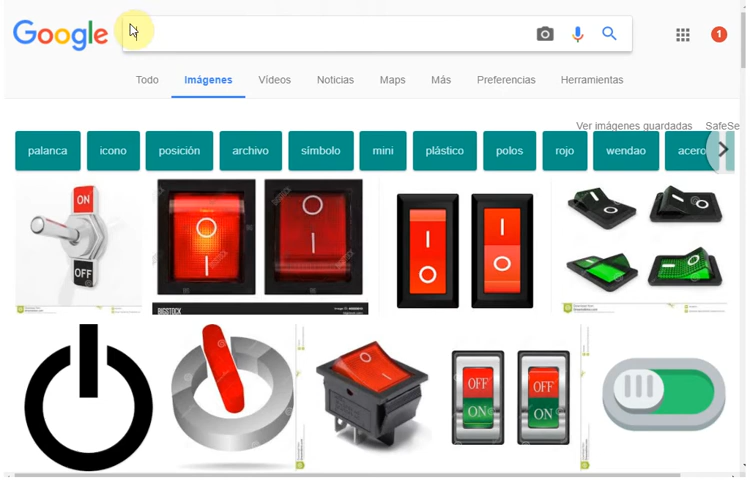 Google
1
Todo Imágenes Vídeos Noticias Maps Más Preferencias Herramientas
Ver imágenes guardadas SafeSe
palanca icono posición archivo símbolo mini plástico polos rojo wendao acero
ON
OFF
BIGSTOCK
OFF
ON
OFF
ON